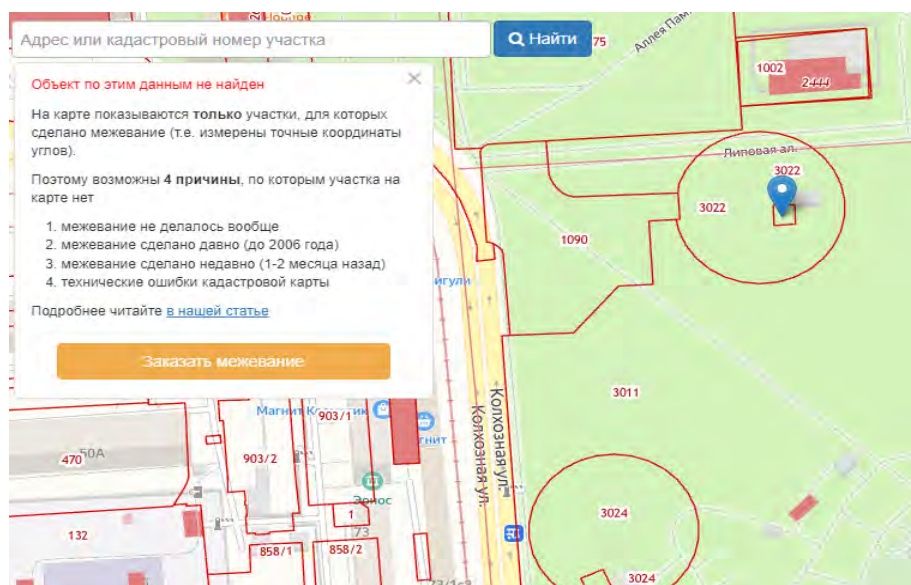 Адрес или кадастровый номер участка
Найти
75
Аллея Пам.
1002
2444
Объект по этим данным не найден
На карте показываются только участки, для которых
сделано межевание (т.е. измерены точные координаты
углов).
Поэтому возможны 4 причины, по которым участка на
карте нет
1. межевание не делалось вообще
2. межевание сделано давно (до 2006 года)
3. межевание сделано недавно (1-2 месяца назад)
4. технические ошибки кадастровой карты
Подробнее читайте в нашей статье
Заказать межевание
Липовая ал.
3022
3022
1090
игули
3011
Колхозная ул.
Колхозная ул.
903/1
гнит
50А
470
903/2
Эриос
1
73
132
858/1
858/2
3024
3024
73/1с3